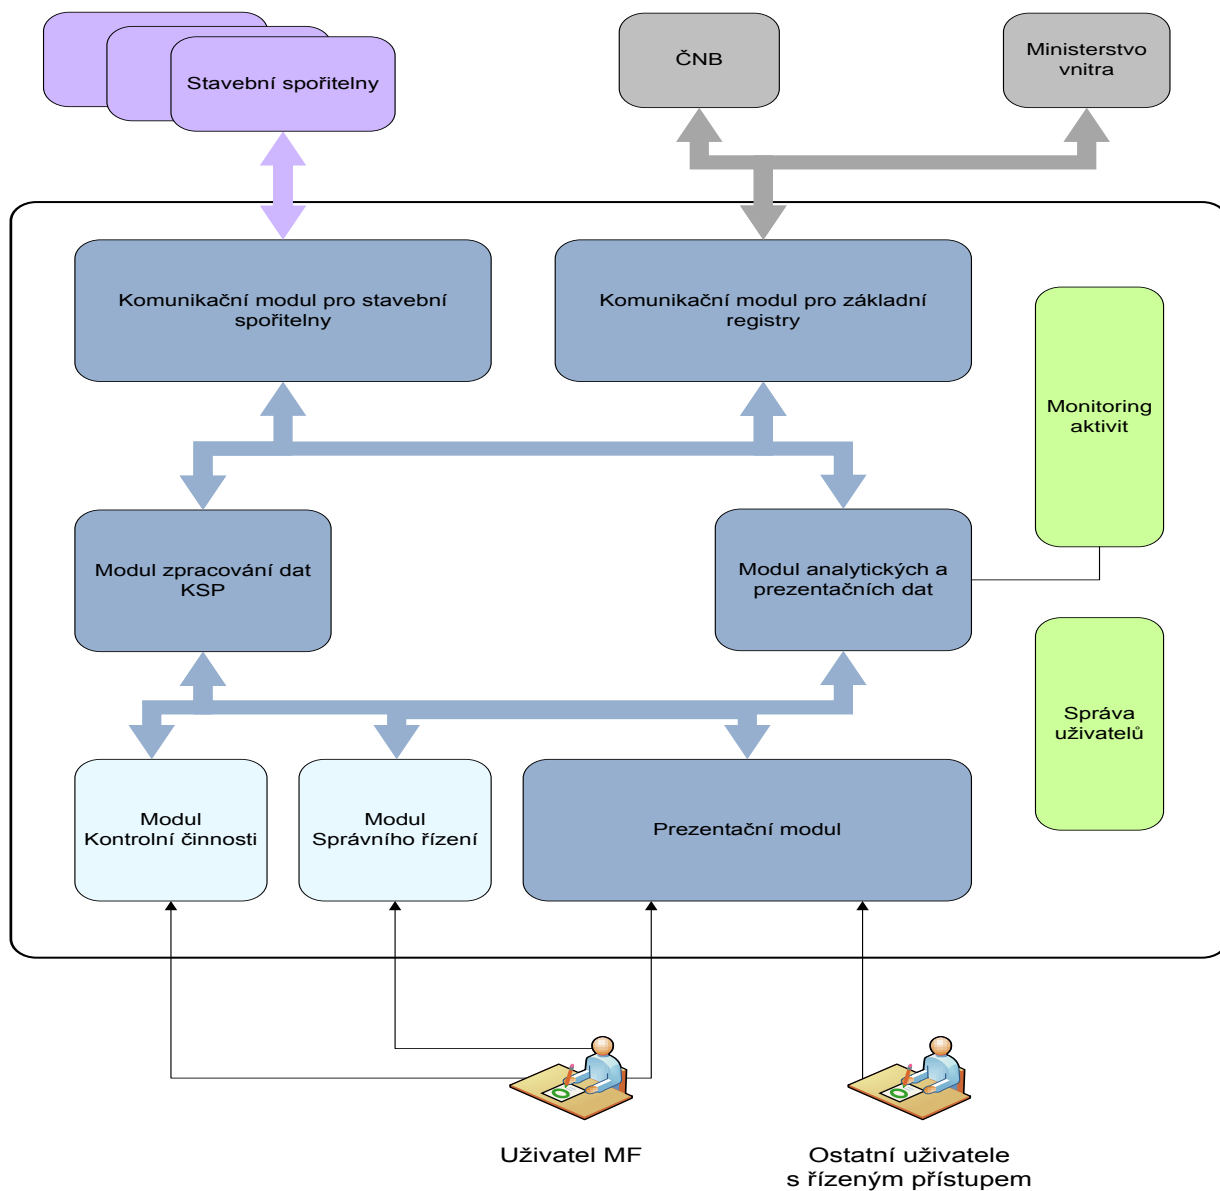 Stavební spořitelny
ČNB
Ministerstvo
vnitra
Komunikační modul pro stavební
spořitelny
Komunikační modul pro základní
registry
Monitoring
aktivit
Modul zpracování dat
KSP
Modul analytických a
prezentačních dat
Správa
uživatelů
Modul
Kontrolní činnosti
Modul
Správního řízení
Prezentační modul
Uživatel MF
Ostatní uživatele
s řízeným přístupem